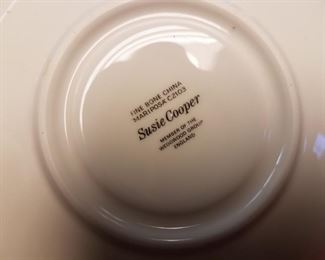 FINE BONE CHINA
MARIPOSA C2103
Susie Cooper
MEMBER OF THE
WEDGWOOD GROUP
ENGLAND